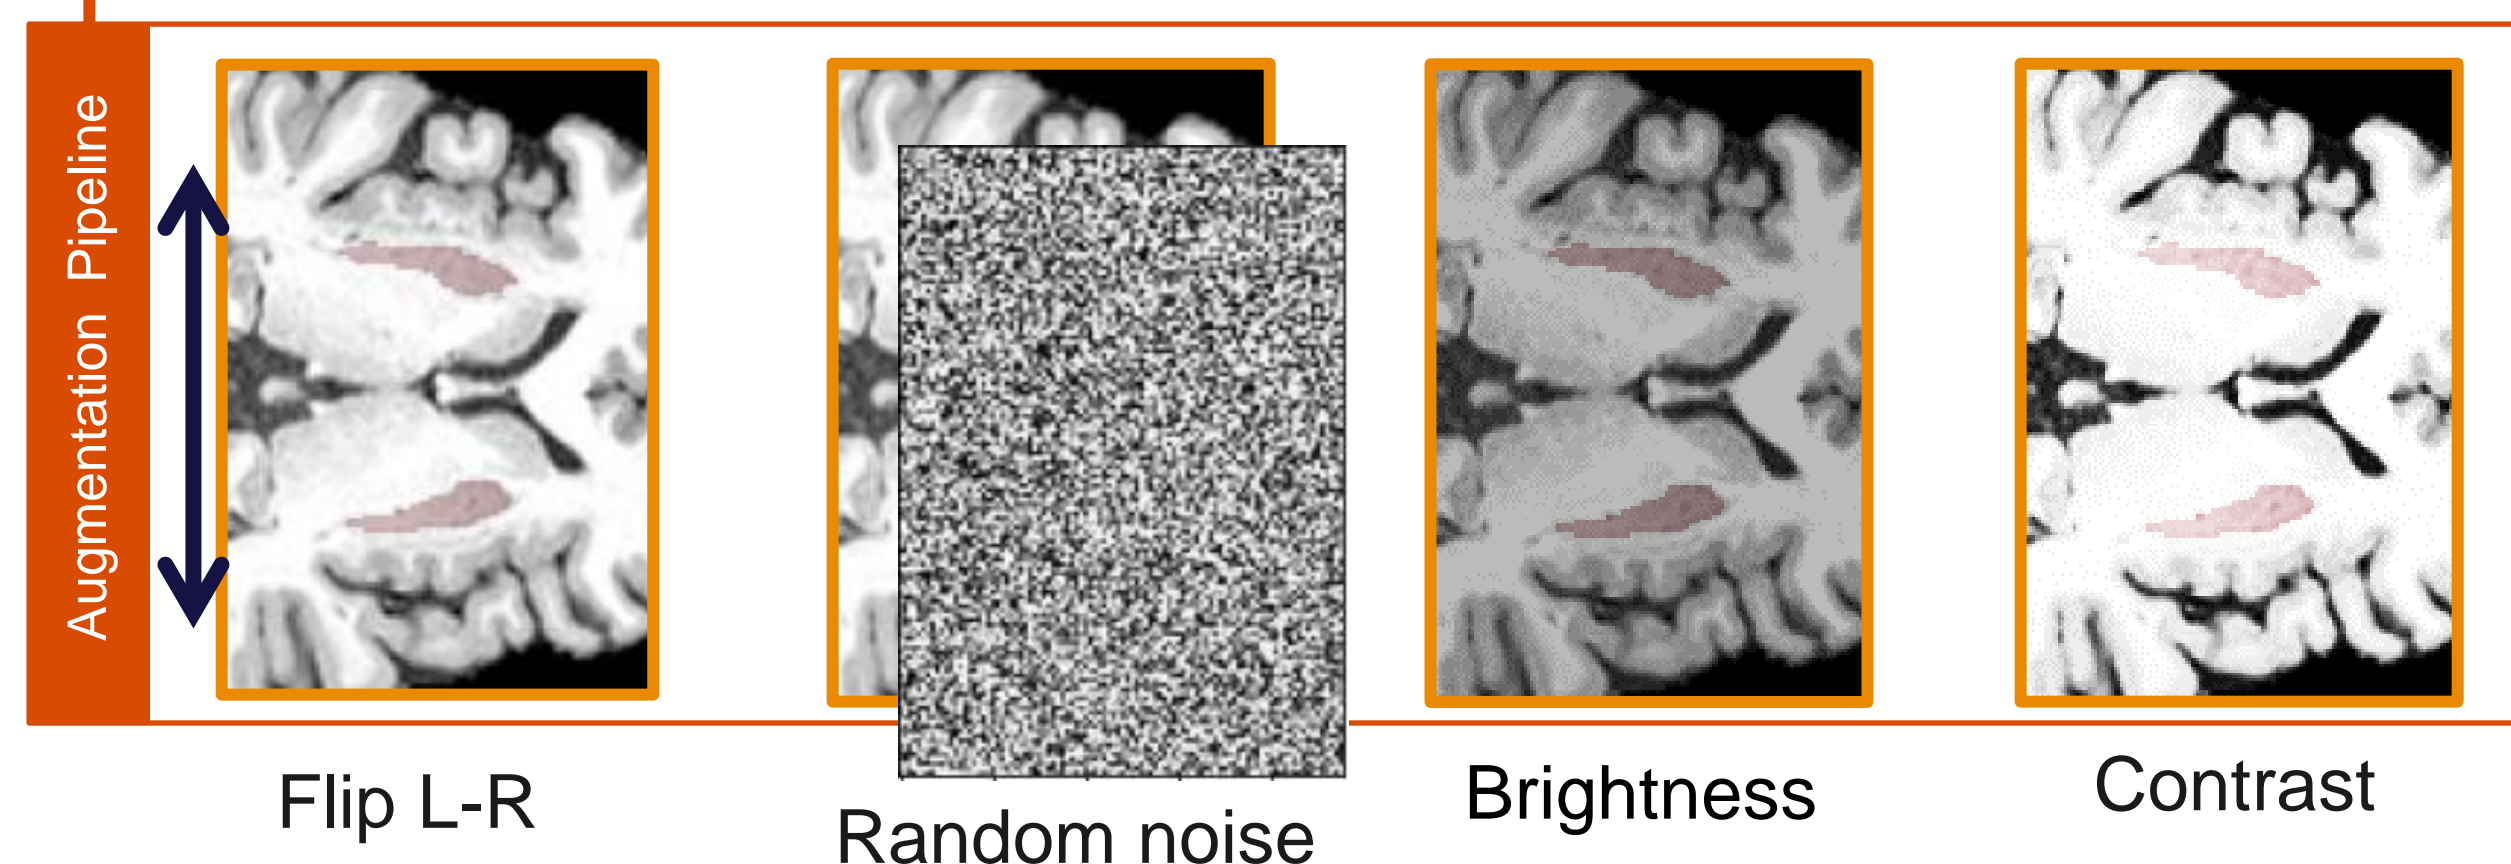 Augmentation Pipeline
Flip L-R
Random noise
Brightness
Contrast